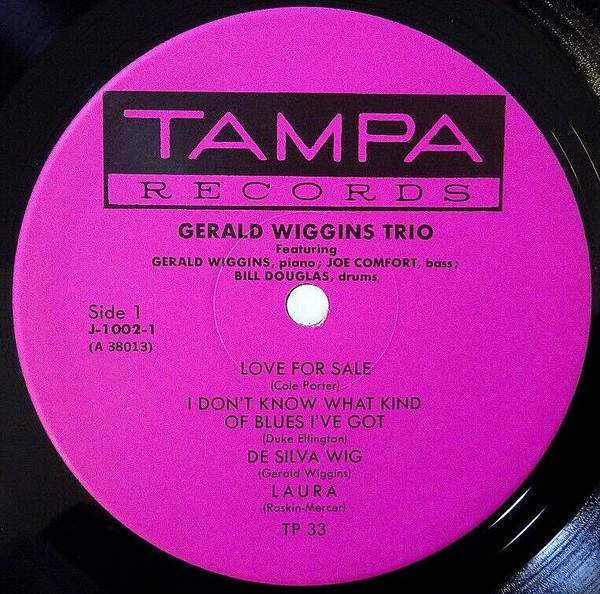 TAMPA
RECORDS
GERALD WIGGINS TRIO
Featuring
GERALD WIGGINS, piano; JOE COMFORT, bass;
BILL DOUGLAS, drums
Side 1
J-1002-1
(A 38013)
LOVE FOR SALE
(Cole Porter)
I DON'T KNOW WHAT KIND
OF BLUES I'VE GOT
(Duke Ellington)
DE SILVA WIG
(Gerald Wiggins)
LAURA
(Raskin-Mercer)
TP 33